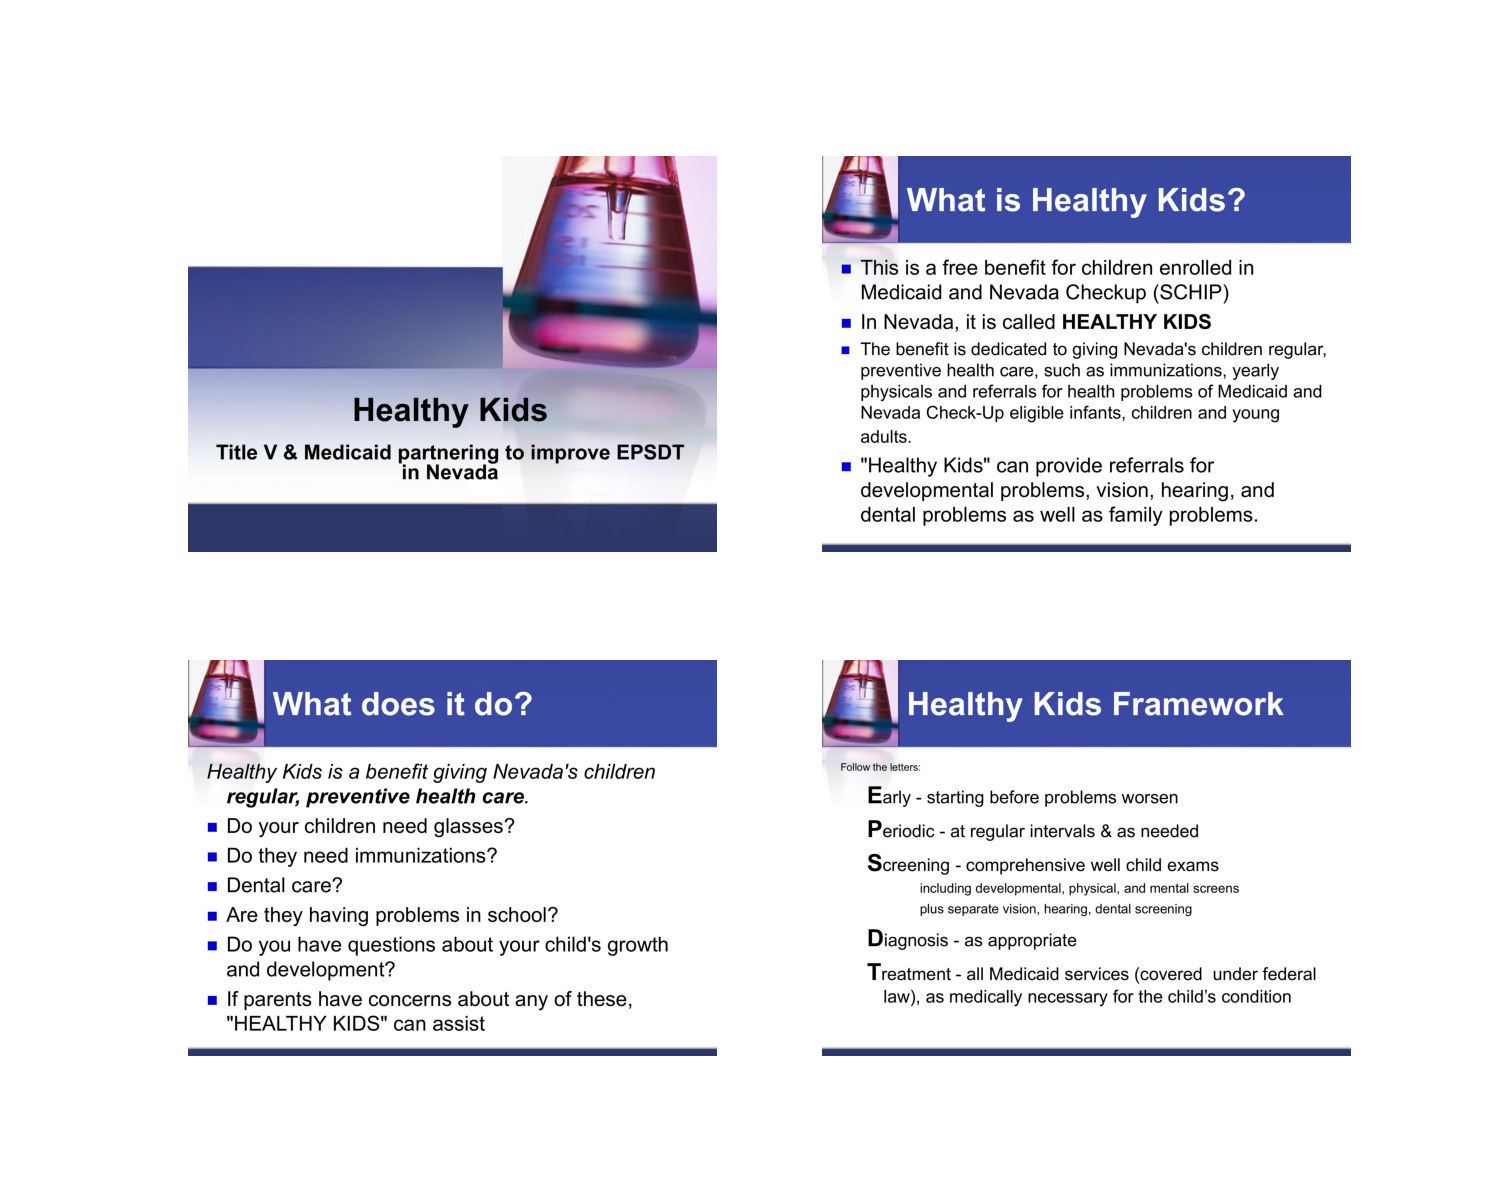 Healthy Kids
Title V & Medicaid partnering to improve EPSDT
in Nevada
What is Healthy Kids?
This is a free benefit for children enrolled in
Medicaid and Nevada Checkup (SCHIP)
In Nevada, it is called HEALTHY KIDS
The benefit is dedicated to giving Nevada's children regular,
preventive health care, such as immunizations, yearly
physicals and referrals for health problems of Medicaid and
Nevada Check-Up eligible infants, children and young
adults.
"Healthy Kids" can provide referrals for
developmental problems, vision, hearing, and
dental problems as well as family problems.
What does it do?
Healthy Kids is a benefit giving Nevada's children
regular, preventive health care.
Do your children need glasses?
Do they need immunizations?
Dental care?
Are they having problems in school?
Do you have questions about your child's growth
and development?
If parents have concerns about any of these,
"HEALTHY KIDS" can assist
Healthy Kids Framework
Follow the letters:
Early - starting before problems worsen
Periodic - at regular intervals & as needed
Screening - comprehensive well child exams
including developmental, physical, and mental screens
plus separate vision, hearing, dental screening
Diagnosis - as appropriate
Treatment - all Medicaid services (covered under federal
law), as medically necessary for the child's condition